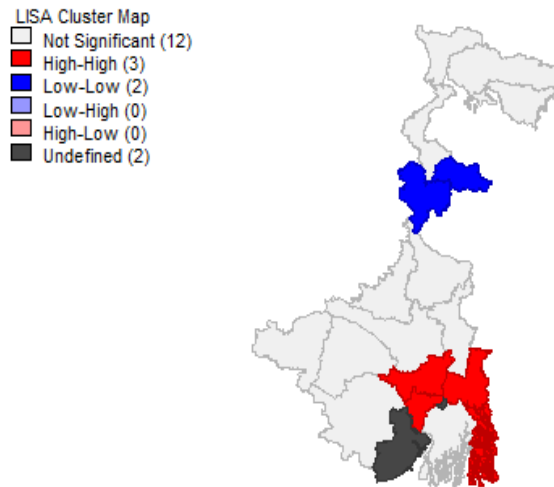 LISA Cluster Map
Not Significant (12)
High-High (3)
Low-Low (2)
Low-High (0)
High-Low (0)
Undefined (2)